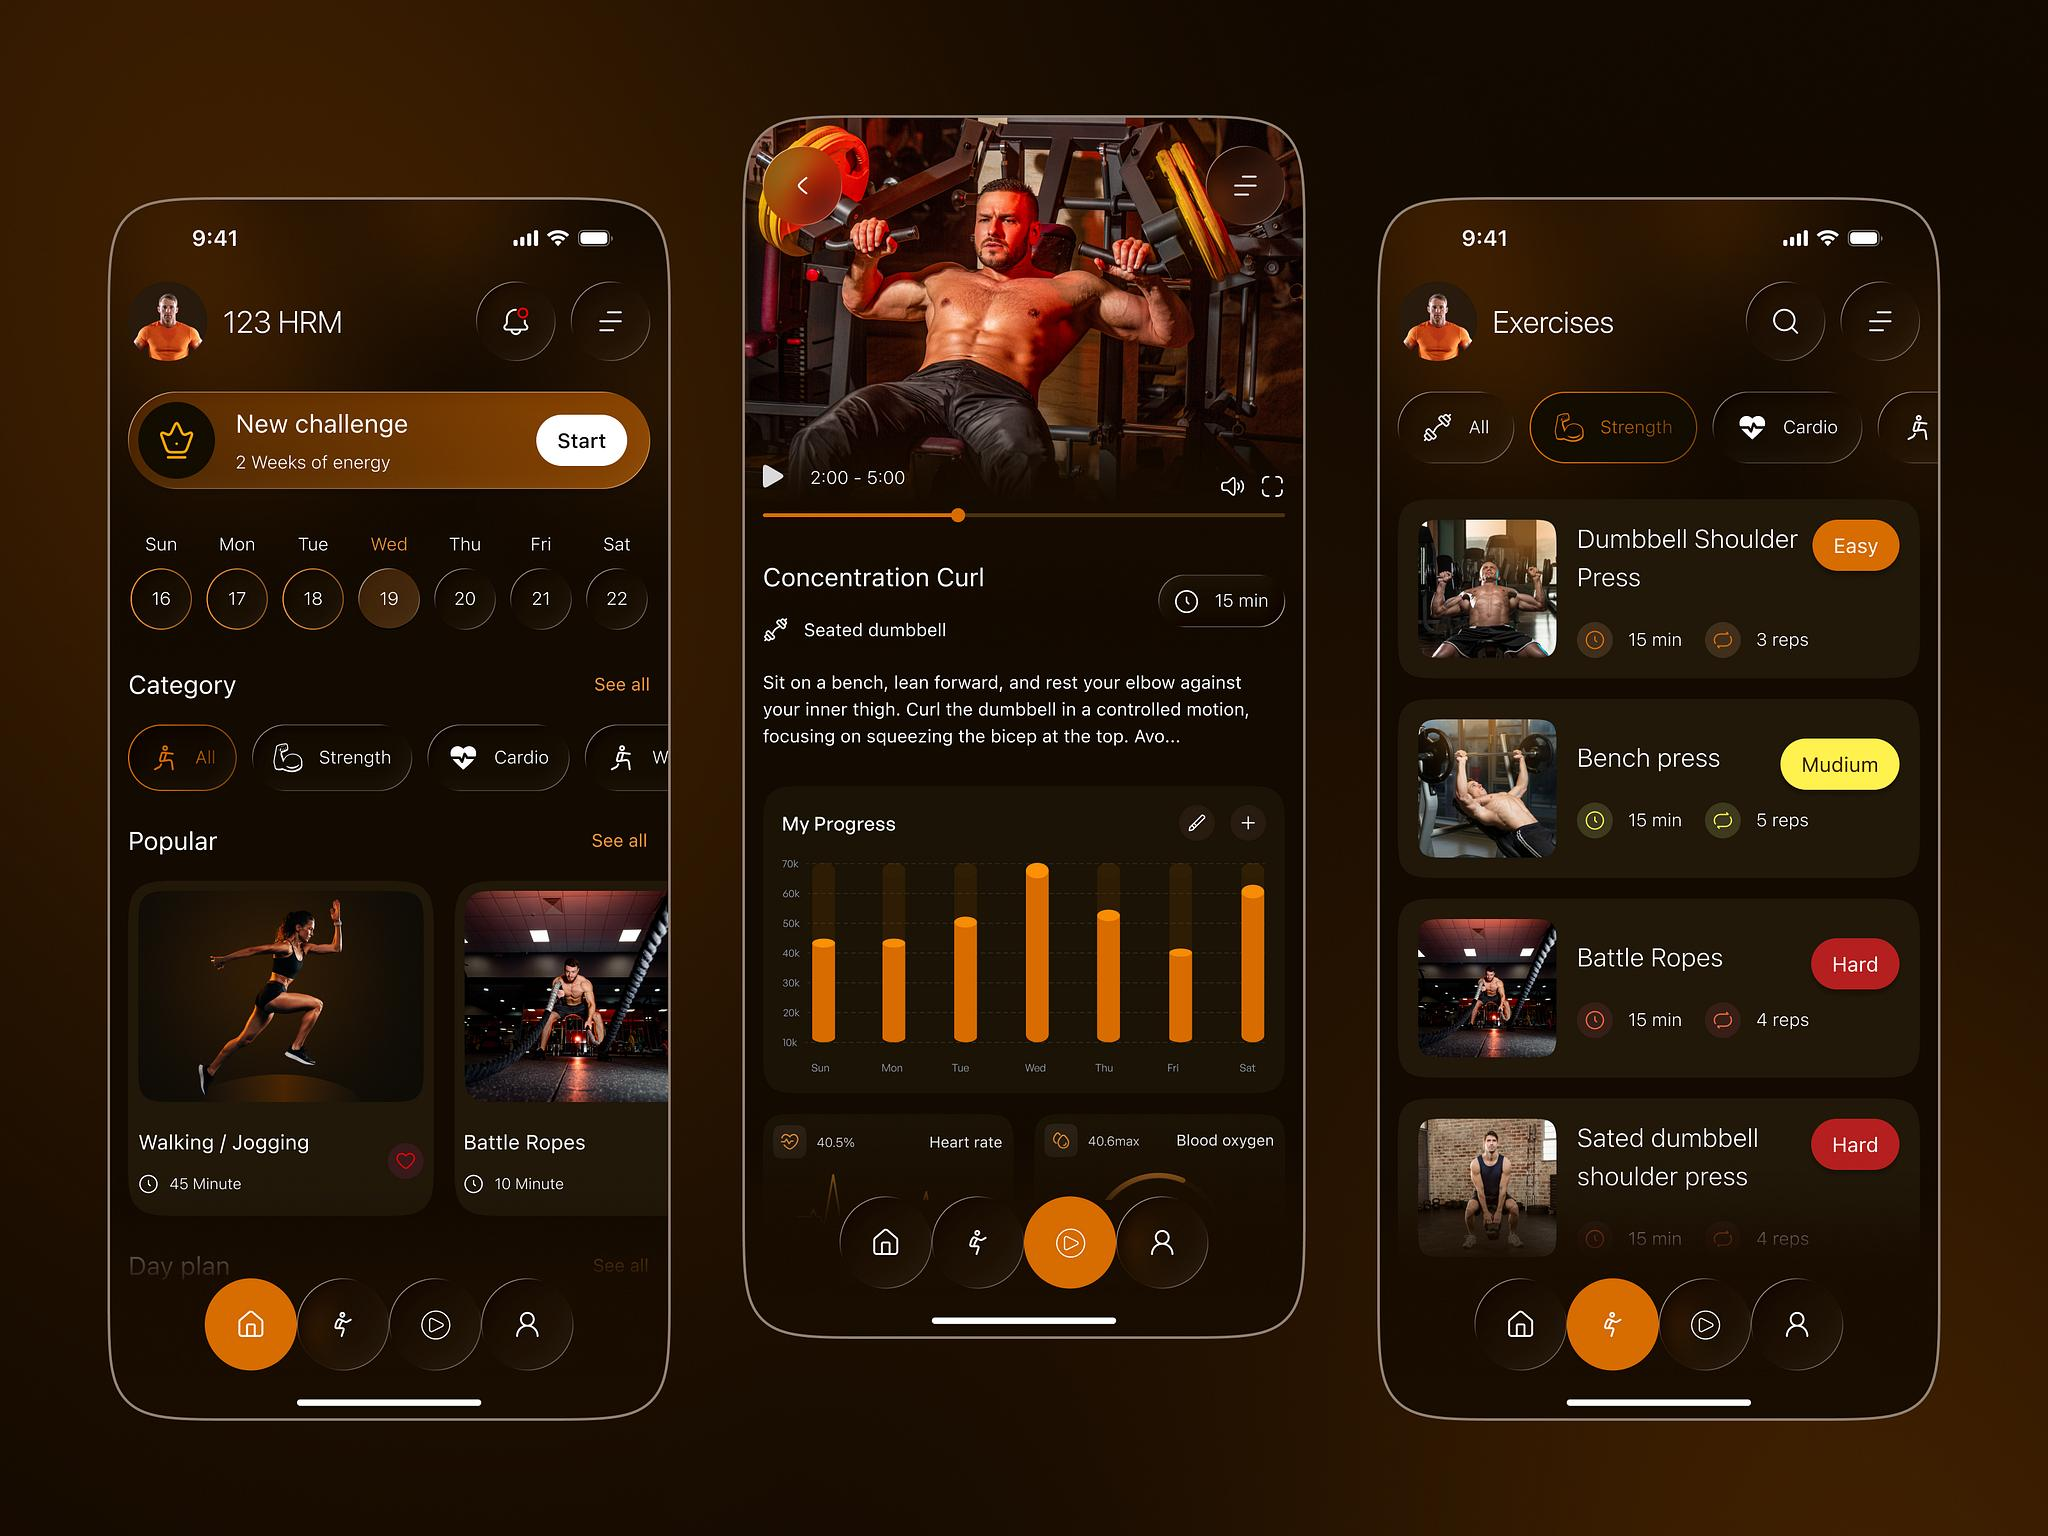 9:41
123 HRM
New challenge
2 Weeks of energy
Start
Sun Mon Tue Wed Thu Fri Sat
16 17 18 19 20 21 22
Category See all
All Strength Cardio W
Popular See all
Walking / Jogging
45 Minute
Battle Ropes
10 Minute
Day plan See all
2:00 - 5:00
Concentration Curl
15 min
Seated dumbbell
Sit on a bench, lean forward, and rest your elbow against
your inner thigh. Curl the dumbbell in a controlled motion,
focusing on squeezing the bicep at the top. Avo...
My Progress
70k
60k
50k
40k
30k
20k
10k
Sun Mon Tue Wed Thu Fri Sat
40.5% Heart rate
40.6max Blood oxygen
9:41
Exercises
All Strength Cardio
Dumbbell Shoulder
Press
Easy
15 min 3 reps
Bench press
Mudium
15 min 5 reps
Battle Ropes
Hard
15 min 4 reps
Sated dumbbell
shoulder press
Hard
15 min 4 reps